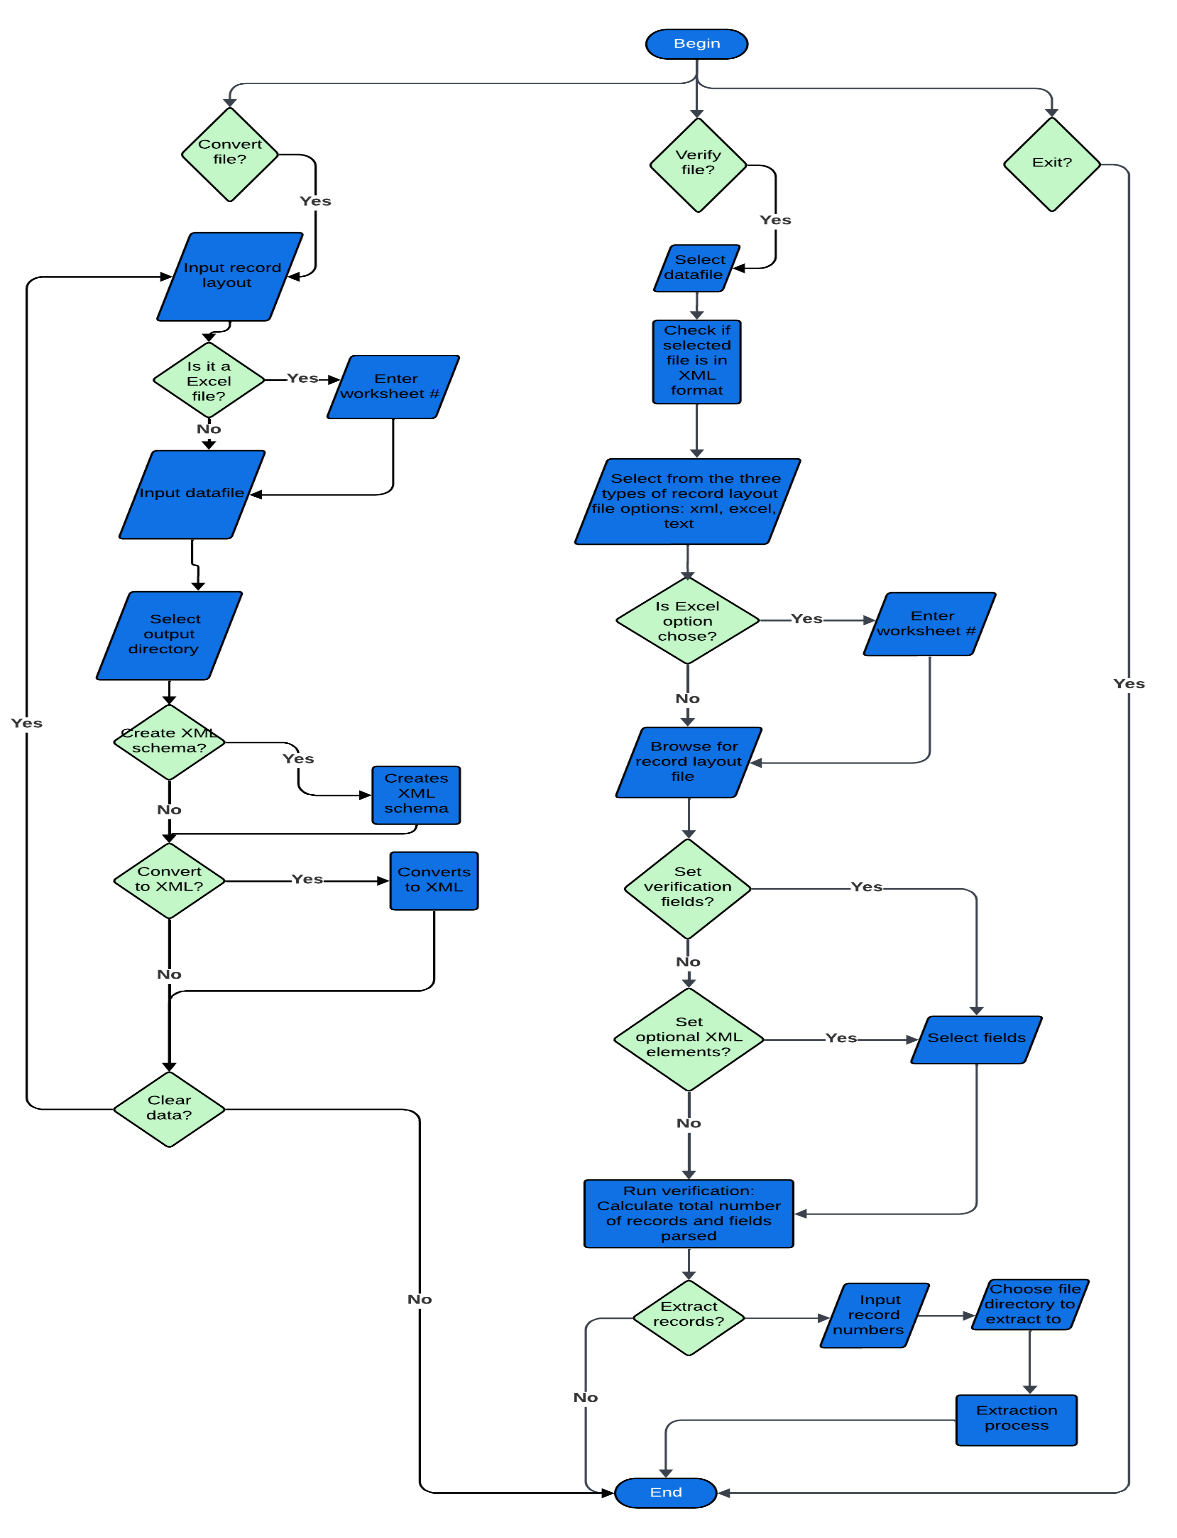 Begin
Convert
file?
Yes
Input record
layout
Is it a
Excel
file?
Yes
Enter
worksheet #
No
Input datafile
Select
output
directory
Create XML
schema?
Yes
Creates
XML
schema
No
Convert
to XML?
Yes
Converts
to XML
No
Clear
data?
Yes
No
Verify
file?
Yes
Select
datafile
Check if
selected
file is in
XML
format
Select from the three
types of record layout
file options: xml, excel,
text
Is Excel
option
chose?
Yes
Enter
worksheet #
No
Browse for
record layout
file
Set
verification
fields?
Yes
No
Set
optional XML
elements?
Yes
Select fields
No
Run verification:
Calculate total number
of records and fields
parsed
Extract
records?
Input
record
numbers
Choose file
directory to
extract to
Extraction
process
No
Exit?
Yes
End